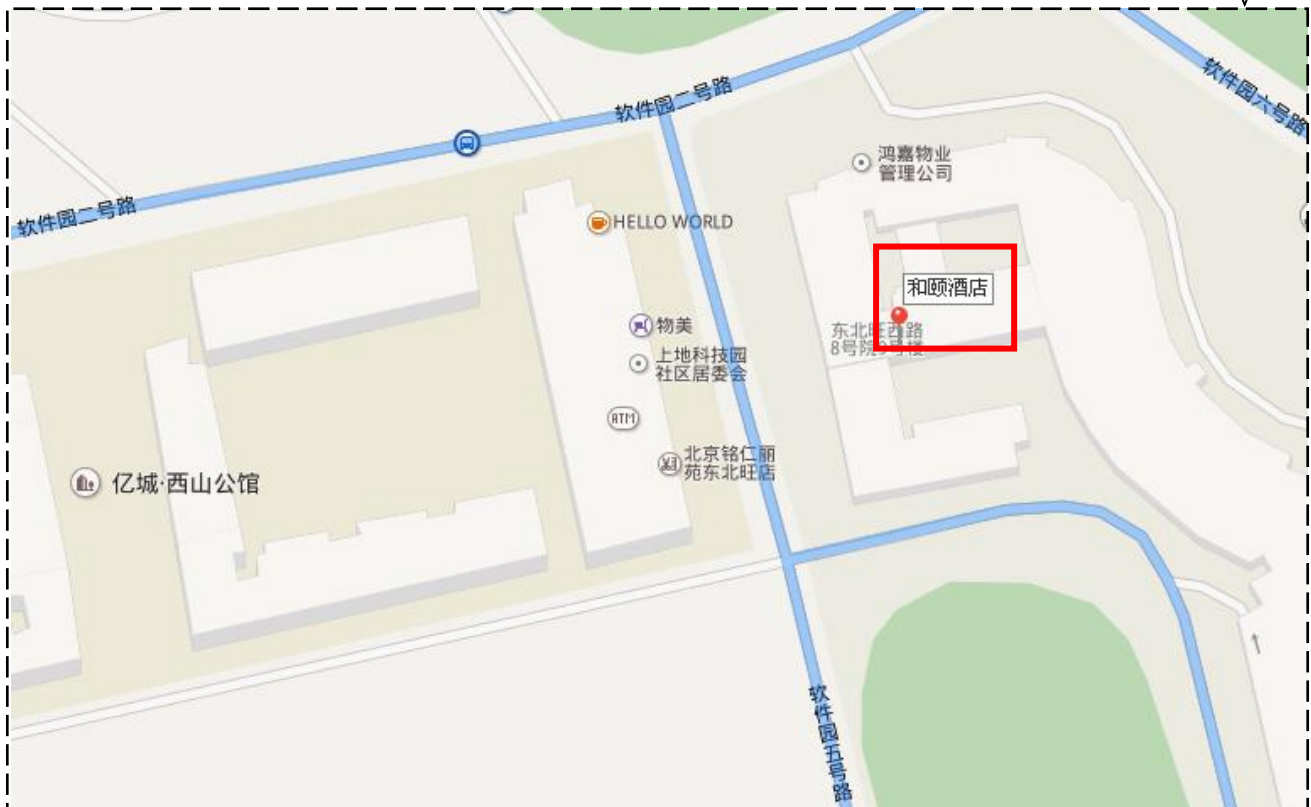 软件园二号路
软件园六号路
鸿嘉物业
管理公司
软件园二号路
HELLO WORLD
和颐酒店
物美
东北旺西路
8号院9号楼
上地科技园
社区居委会
ATM
北京铭仁丽
苑东北旺店
亿城·西山公馆
软件园五号路